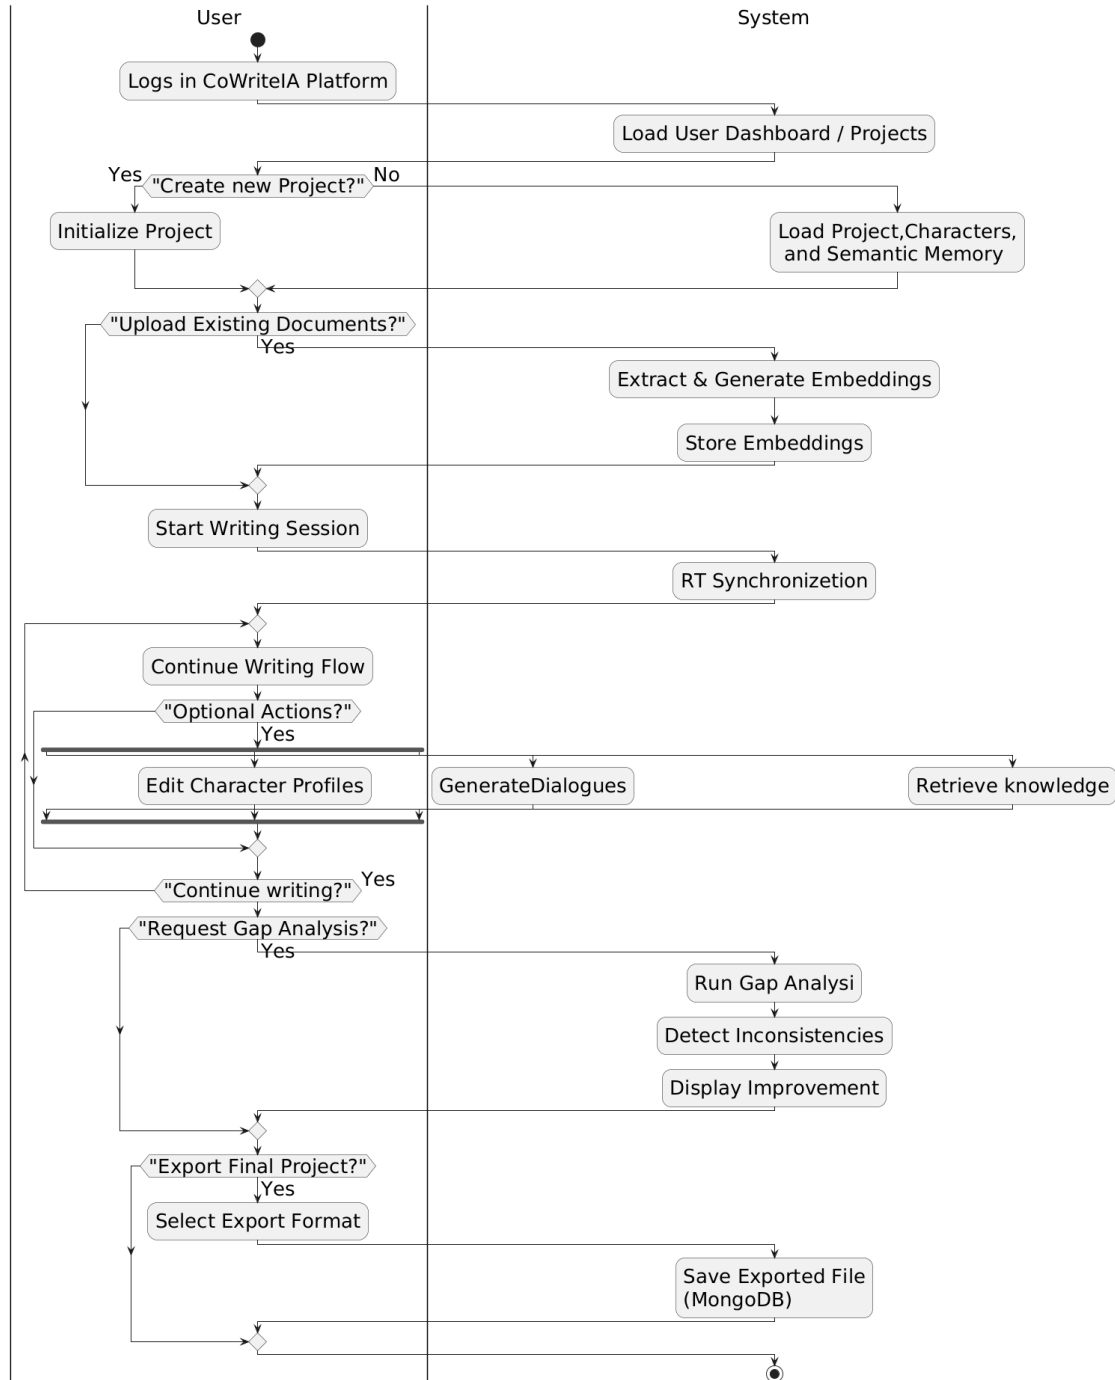 User
System
Logs in CoWriteIA Platform
Load User Dashboard / Projects
Yes
"Create new Project?"
No
Initialize Project
Load Project,Characters,
and Semantic Memory
"Upload Existing Documents?"
Yes
Extract & Generate Embeddings
Store Embeddings
Start Writing Session
RT Synchronizetion
Continue Writing Flow
"Optional Actions?"
Yes
Edit Character Profiles
GenerateDialogues
Retrieve knowledge
"Continue writing?"
Yes
"Request Gap Analysis?"
Yes
Run Gap Analysi
Detect Inconsistencies
Display Improvement
"Export Final Project?"
Yes
Select Export Format
Save Exported File
(MongoDB)